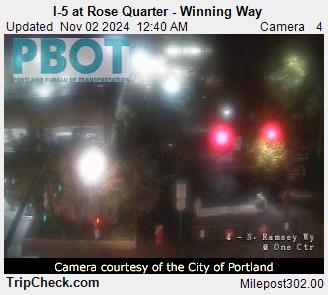 I-5 at Rose Quarter - Winning Way
Updated Nov 02 2024 12:40 AM Camera 4
PBOT
PORTLAND BUREAU OF TRANSPORTATION
4 - N. Ramsey Wy
@ One Ctr
Camera courtesy of the City of Portland
TripCheck.com Milepost302.00